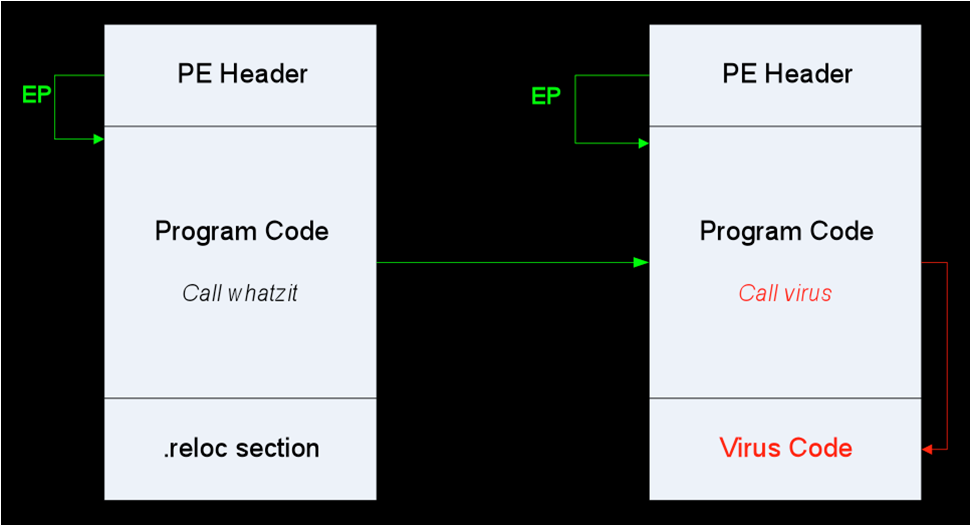 PE Header
EP
Program Code
Call whatzit
.reloc section
PE Header
EP
Program Code
Call virus
Virus Code